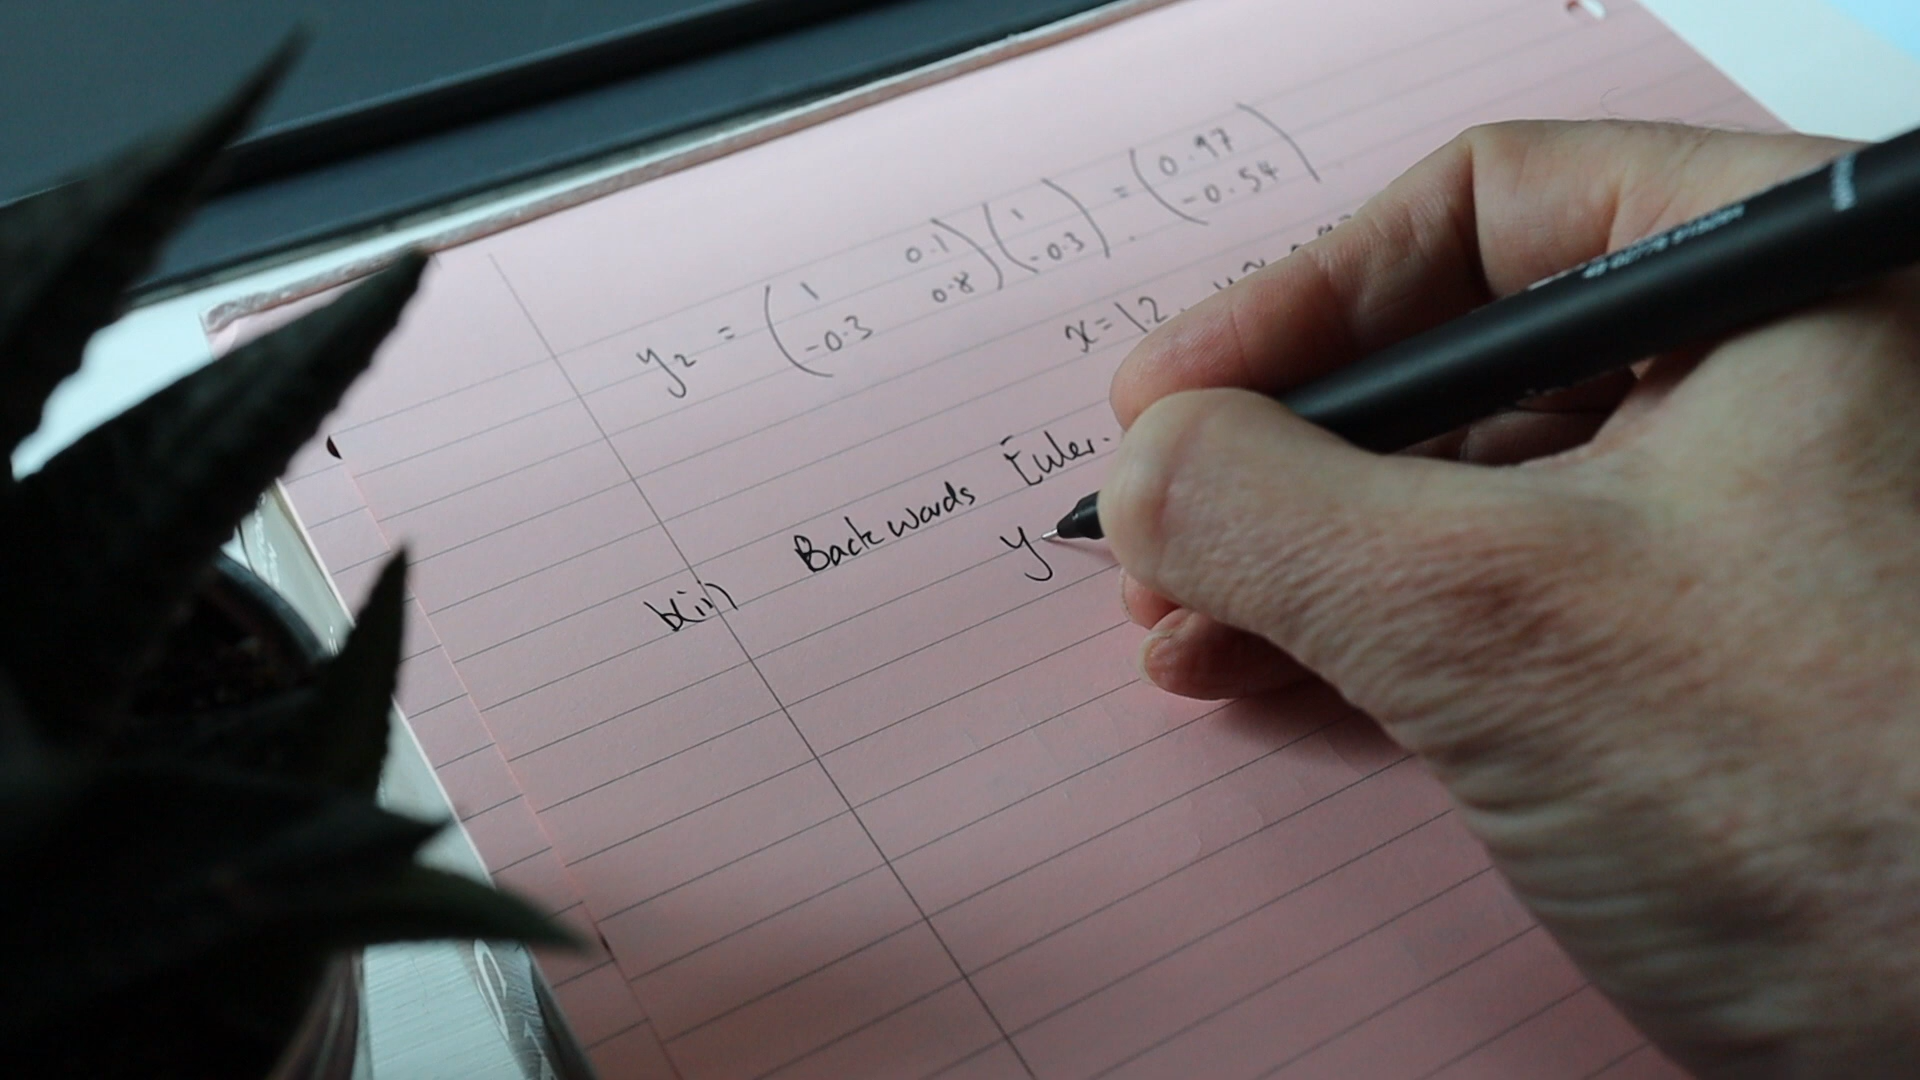 y₂ = ( 1 0.1 ; -0.3 0.8 ) ( 1 ; -0.3 ) = ( 0.97 ; -0.54 ).
x = 1.2, y ≈
b(ii) Backwards Euler.
y